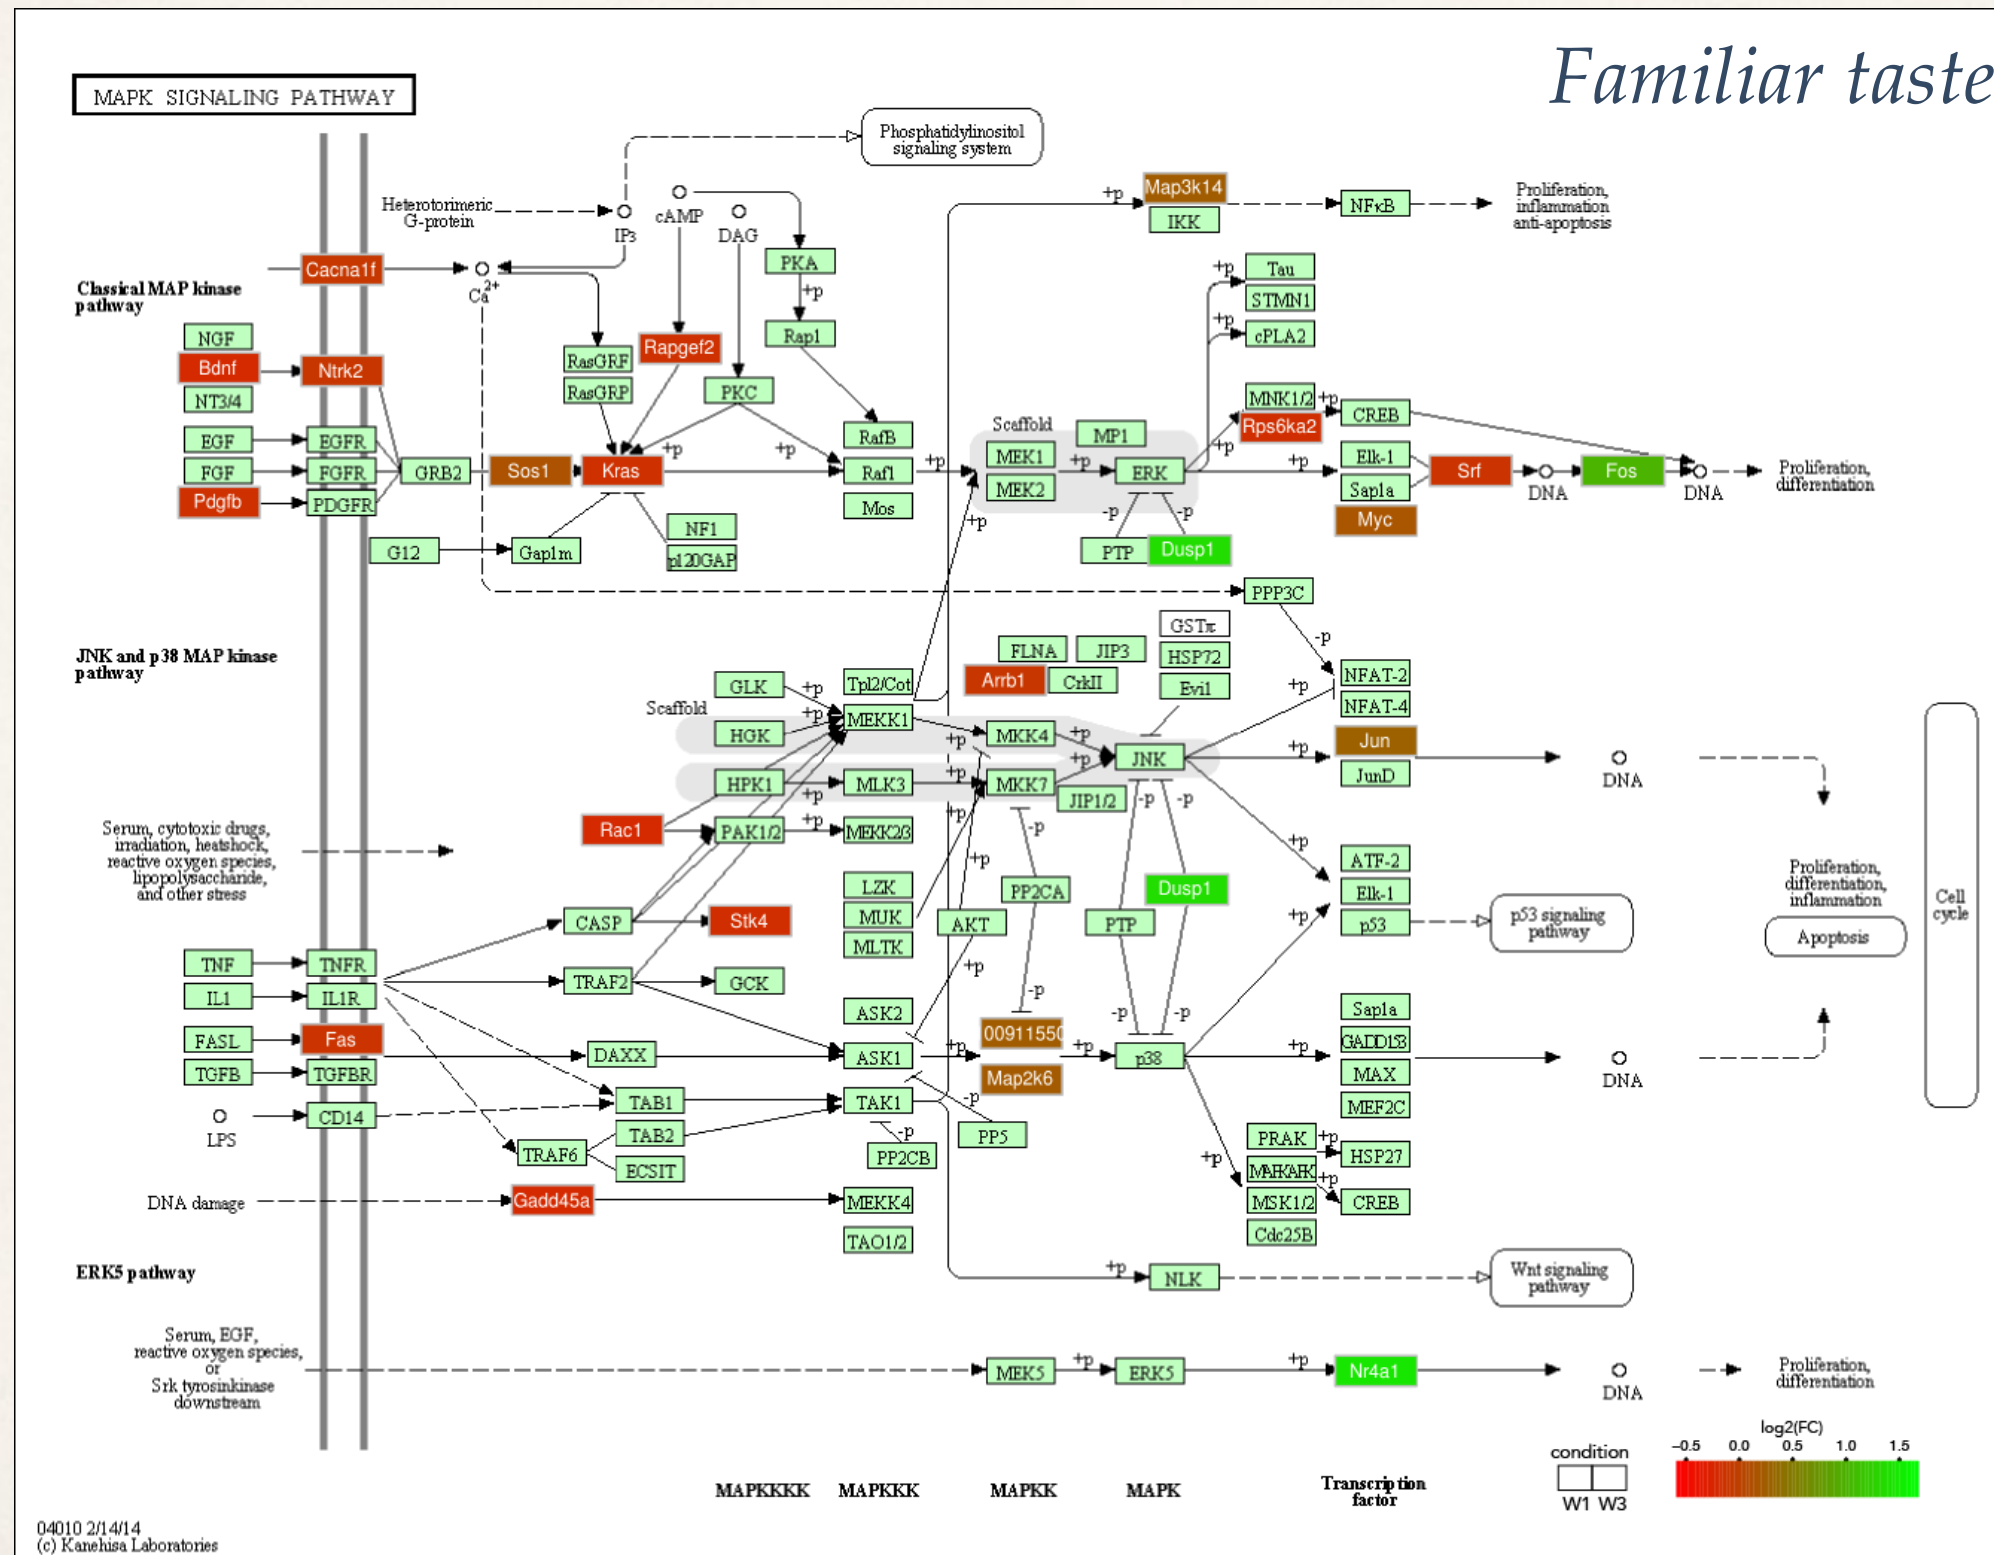 Familiar taste
MAPK SIGNALING PATHWAY
Phosphatidylinositol
signaling system
Heterotorimeric
G-protein
IP3
cAMP
DAG
PKA
+p
Rap1
+p
Map3k14
IKK
NFκB
Proliferation,
inflammation
anti-apoptosis
Classical MAP kinase
pathway
Cacna1f
Ca2+
NGF
Bdnf
NT3/4
EGF
FGF
Pdgfb
Ntrk2
EGFR
FGFR
PDGFR
GRB2
Sos1
Kras
RasGRF
RasGRP
Rapgef2
PKC
+p
+p
RafB
Raf1
Mos
+p
G12
Gap1m
NF1
p120GAP
Scaffold
MEK1
MEK2
+p
+p
MP1
ERK
-p
-p
PTP
Dusp1
+p
Tau
STMN1
+p
cPLA2
MNK1/2
+p
Rps6ka2
+p
CREB
+p
Elk-1
Sap1a
Myc
Srf
DNA
Fos
DNA
Proliferation,
differentiation
PPP3C
-p
JNK and p38 MAP kinase
pathway
Scaffold
GLK
HGK
HPK1
PAK1/2
+p
+p
+p
+p
Tpl2/Cot
MEKK1
MLK3
MEKK2/3
LZK
MUK
MLTK
FLNA
JIP3
Arrb1
CrkII
GSTπ
HSP72
Evi1
MKK4
MKK7
+p
+p
+p
+p
+p
JIP1/2
JNK
-p
-p
+p
NFAT-2
NFAT-4
+p
Jun
JunD
DNA
Rac1
Serum, cytotoxic drugs,
irradiation, heatshock,
reactive oxygen species,
lipopolysaccharide,
and other stress
CASP
Stk4
TRAF2
GCK
+p
AKT
+p
-p
PP2CA
-p
PTP
Dusp1
-p
-p
+p
+p
ATF-2
Elk-1
p53
p53 signaling
pathway
Proliferation,
differentiation,
inflammation
Apoptosis
Cell
cycle
TNF
IL1
FASL
TGFB
LPS
TNFR
IL1R
Fas
TGFBR
CD14
DAXX
TAB1
TAB2
ECSIT
TRAF6
ASK2
ASK1
TAK1
+p
-p
-p
PP2CB
PP5
00911550
Map2k6
+p
p38
+p
Sap1a
GADD153
MAX
MEF2C
DNA
+p
PRAK
MAPKAPK
MSK1/2
Cdc25B
+p
+p
HSP27
CREB
DNA damage
Gadd45a
MEKK4
TAO1/2
ERK5 pathway
+p
NLK
Wnt signaling
pathway
Serum, EGF,
reactive oxygen species,
or
Srk tyrosinkinase
downstream
MEK5
+p
ERK5
+p
Nr4a1
DNA
Proliferation,
differentiation
MAPKKKK
MAPKKK
MAPKK
MAPK
Transcription
factor
condition
W1 W3
log2(FC)
−0.5 0.0 0.5 1.0 1.5
04010 2/14/14
(c) Kanehisa Laboratories